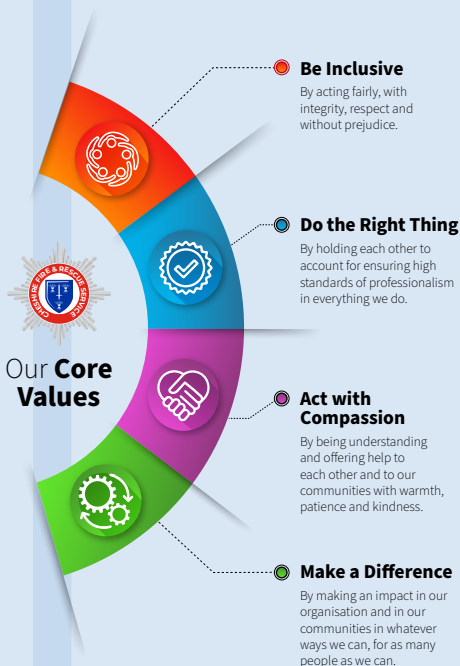 Be Inclusive
By acting fairly, with
integrity, respect and
without prejudice.
Do the Right Thing
By holding each other to
account for ensuring high
standards of professionalism
in everything we do.
CHESHIRE FIRE & RESCUE SERVICE
Our Core
Values
Act with
Compassion
By being understanding
and offering help to
each other and to our
communities with warmth,
patience and kindness.
Make a Difference
By making an impact in our
organisation and in our
communities in whatever
ways we can, for as many
people as we can.